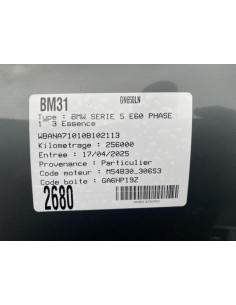 BM31
GN650LN
Type : BMW SERIE 5 E60 PHASE
1 3 Essence
WBANA71010B102113
Kilometrage : 256000
Entree : 17/04/2025
Provenance : Particulier
Code moteur : M54B30_306S3
Code boite : GA6HP19Z
2680